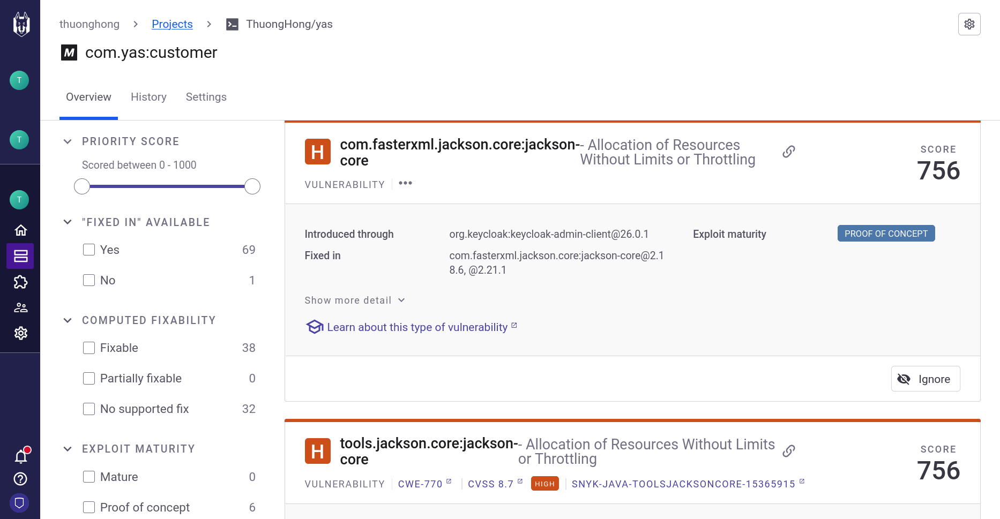 thuonghong
Projects
ThuongHong/yas
M com.yas:customer
T
T
T
Overview
History
Settings
PRIORITY SCORE
Scored between 0 - 1000
"FIXED IN" AVAILABLE
Yes 69
No 1
COMPUTED FIXABILITY
Fixable 38
Partially fixable 0
No supported fix 32
EXPLOIT MATURITY
Mature 0
Proof of concept 6
H
com.fasterxml.jackson.core:jackson-
core
- Allocation of Resources
Without Limits or Throttling
SCORE
756
VULNERABILITY
Introduced through
org.keycloak:keycloak-admin-client@26.0.1
Exploit maturity
PROOF OF CONCEPT
Fixed in
com.fasterxml.jackson.core:jackson-core@2.1
8.6, @2.21.1
Show more detail
Learn about this type of vulnerability
Ignore
H
tools.jackson.core:jackson-
core
- Allocation of Resources Without Limits
or Throttling
SCORE
756
VULNERABILITY
CWE-770
CVSS 8.7
HIGH
SNYK-JAVA-TOOLSJACKSONCORE-15365915